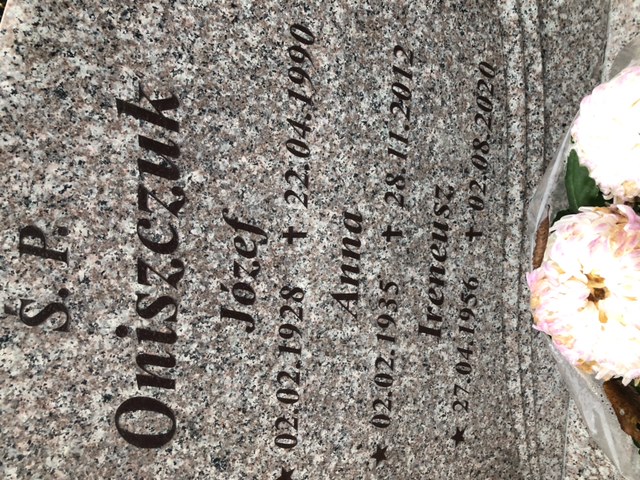 Ś. P.
Oniszczuk
Józef
★ 02.02.1928 ✝ 22.04.1990
Anna
★ 02.02.1935 ✝ 28.11.2012
Ireneusz
★ 27.04.1956 ✝ 02.08.2020